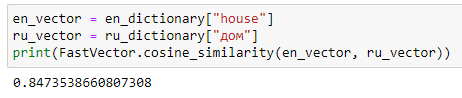 en_vector = en_dictionary["house"]
ru_vector = ru_dictionary["дом"]
print(FastVector.cosine_similarity(en_vector, ru_vector))
0.8473538660807308